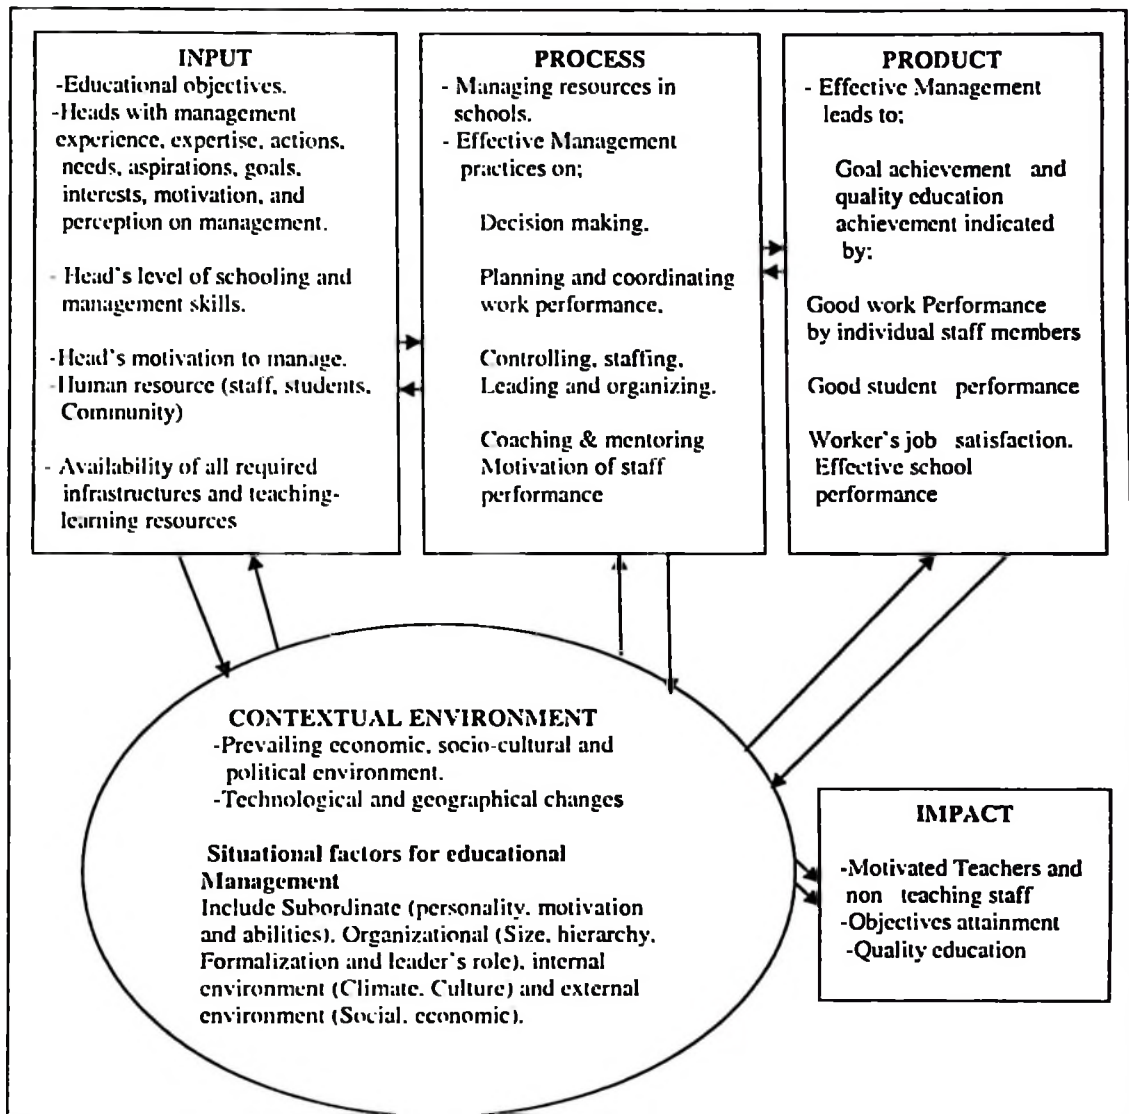 INPUT
-Educational objectives.
-Heads with management
experience, expertise, actions,
needs, aspirations, goals,
interests, motivation, and
perception on management.
- Head's level of schooling and
management skills.
-Head's motivation to manage.
- Human resource (staff, students,
Community)
- Availability of all required
infrastructures and teaching-
learning resources
PROCESS
- Managing resources in
schools.
- Effective Management
practices on;
Decision making.
Planning and coordinating
work performance.
Controlling, staffing,
Leading and organizing.
Coaching & mentoring
Motivation of staff
performance
PRODUCT
- Effective Management
leads to;
Goal achievement and
quality education
achievement indicated
by:
Good work Performance
by individual staff members
Good student performance
Worker's job satisfaction.
Effective school
performance
CONTEXTUAL ENVIRONMENT
-Prevailing economic, socio-cultural and
political environment.
-Technological and geographical changes
Situational factors for educational
Management
Include Subordinate (personality, motivation
and abilities), Organizational (Size, hierarchy,
Formalization and leader's role), internal
environment (Climate, Culture) and external
environment (Social, economic).
IMPACT
-Motivated Teachers and
non teaching staff
-Objectives attainment
-Quality education